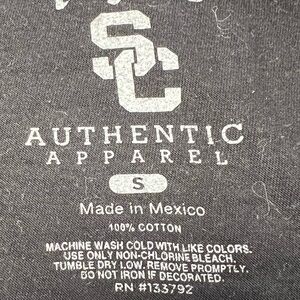 SC
AUTHENTIC
APPAREL
S
Made in Mexico
100% COTTON
MACHINE WASH COLD WITH LIKE COLORS.
USE ONLY NON-CHLORINE BLEACH.
TUMBLE DRY LOW. REMOVE PROMPTLY.
DO NOT IRON IF DECORATED.
RN #133792